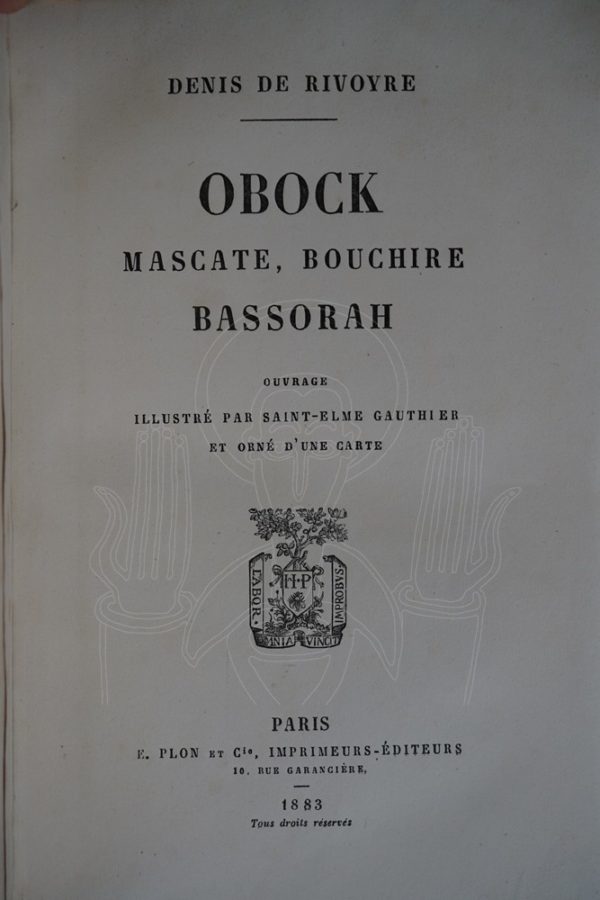 DENIS DE RIVOYRE
OBOCK
MASCATE, BOUCHIRE
BASSORAH
OUVRAGE
ILLUSTRÉ PAR SAINT-ELME GAUTHIER
ET ORNÉ D'UNE CARTE
H P
LABOR.
IMPROBVS.
OMNIA VINCIT
PARIS
E. PLON ET Cie, IMPRIMEURS-ÉDITEURS
10, RUE GARANCIÈRE,
1883
Tous droits réservés